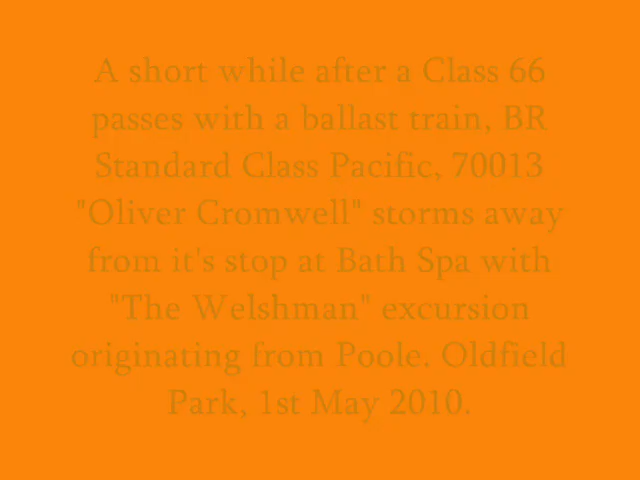 A short while after a Class 66
passes with a ballast train, BR
Standard Class Pacific, 70013
"Oliver Cromwell" storms away
from it's stop at Bath Spa with
"The Welshman" excursion
originating from Poole. Oldfield
Park, 1st May 2010.